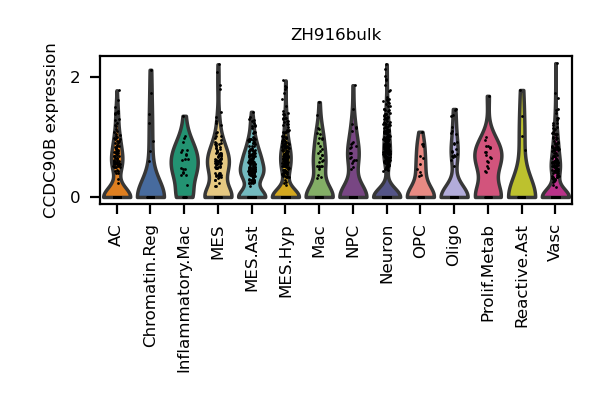 ZH916bulk
CCDC90B expression
2
0
AC
Chromatin.Reg
Inflammatory.Mac
MES
MES.Ast
MES.Hyp
Mac
NPC
Neuron
OPC
Oligo
Prolif.Metab
Reactive.Ast
Vasc